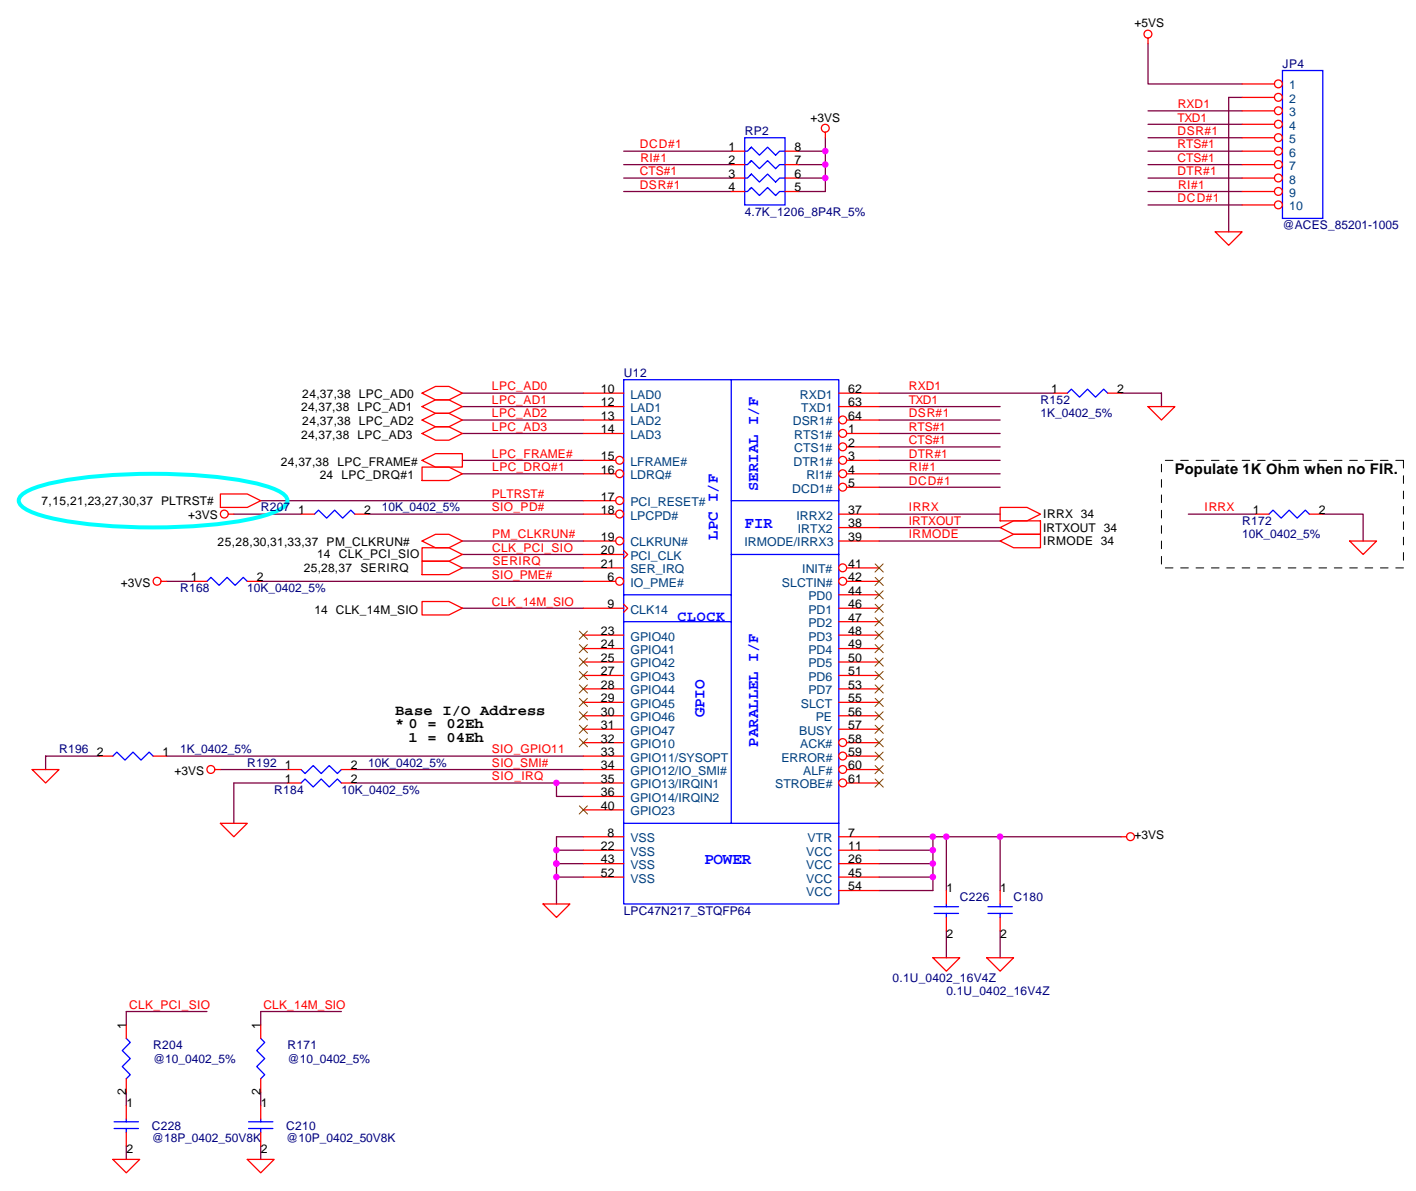 +5VS
JP4
1
2
RXD1 3
TXD1 4
DSR#1 5
RTS#1 6
CTS#1 7
DTR#1 8
RI#1 9
DCD#1 10
@ACES_85201-1005
+3VS
RP2
DCD#1 1 8
RI#1 2 7
CTS#1 3 6
DSR#1 4 5
4.7K_1206_8P4R_5%
U12
24,37,38 LPC_AD0 LPC_AD0 10 LAD0
24,37,38 LPC_AD1 LPC_AD1 12 LAD1
24,37,38 LPC_AD2 LPC_AD2 13 LAD2
24,37,38 LPC_AD3 LPC_AD3 14 LAD3
24,37,38 LPC_FRAME# LPC_FRAME# 15 LFRAME#
24 LPC_DRQ#1 LPC_DRQ#1 16 LDRQ#
7,15,21,23,27,30,37 PLTRST# PLTRST# 17 PCI_RESET#
+3VS R207 1 2 10K_0402_5% SIO_PD# 18 LPCPD#
25,28,30,31,33,37 PM_CLKRUN# PM_CLKRUN# 19 CLKRUN#
14 CLK_PCI_SIO CLK_PCI_SIO 20 PCI_CLK
25,28,37 SERIRQ SERIRQ 21 SER_IRQ
+3VS R168 1 2 10K_0402_5% SIO_PME# 6 IO_PME#
14 CLK_14M_SIO CLK_14M_SIO 9 CLK14
LPC I/F
CLOCK
23 GPIO40
24 GPIO41
25 GPIO42
27 GPIO43
28 GPIO44
29 GPIO45
30 GPIO46
31 GPIO47
32 GPIO10
GPIO
Base I/O Address
* 0 = 02Eh
1 = 04Eh
R196 2 1 1K_0402_5% SIO_GPIO11 33 GPIO11/SYSOPT
+3VS R192 1 2 10K_0402_5% SIO_SMI# 34 GPIO12/IO_SMI#
R184 1 2 10K_0402_5% SIO_IRQ 35 GPIO13/IRQIN1
36 GPIO14/IRQIN2
40 GPIO23
8 VSS
22 VSS
43 VSS
52 VSS
POWER
SERIAL I/F
RXD1 62 RXD1 R152 1 2 1K_0402_5%
TXD1 63 TXD1
DSR1# 64 DSR#1
RTS1# 1 RTS#1
CTS1# 2 CTS#1
DTR1# 3 DTR#1
RI1# 4 RI#1
DCD1# 5 DCD#1
FIR
IRRX2 37 IRRX IRRX 34
IRTX2 38 IRTXOUT IRTXOUT 34
IRMODE/IRRX3 39 IRMODE IRMODE 34
PARALLEL I/F
INIT# 41
SLCTIN# 42
PD0 44
PD1 46
PD2 47
PD3 48
PD4 49
PD5 50
PD6 51
PD7 53
SLCT 55
PE 56
BUSY 57
ACK# 58
ERROR# 59
ALF# 60
STROBE# 61
VTR 7 +3VS
VCC 11
VCC 26
VCC 45
VCC 54
LPC47N217_STQFP64
1 C226 2
1 C180 2
0.1U_0402_16V4Z
0.1U_0402_16V4Z
Populate 1K Ohm when no FIR.
IRRX 1 2
R172
10K_0402_5%
CLK_PCI_SIO
1
R204
@10_0402_5%
2
1
C228
@18P_0402_50V8K
2
CLK_14M_SIO
1
R171
@10_0402_5%
2
1
C210
@10P_0402_50V8K
2